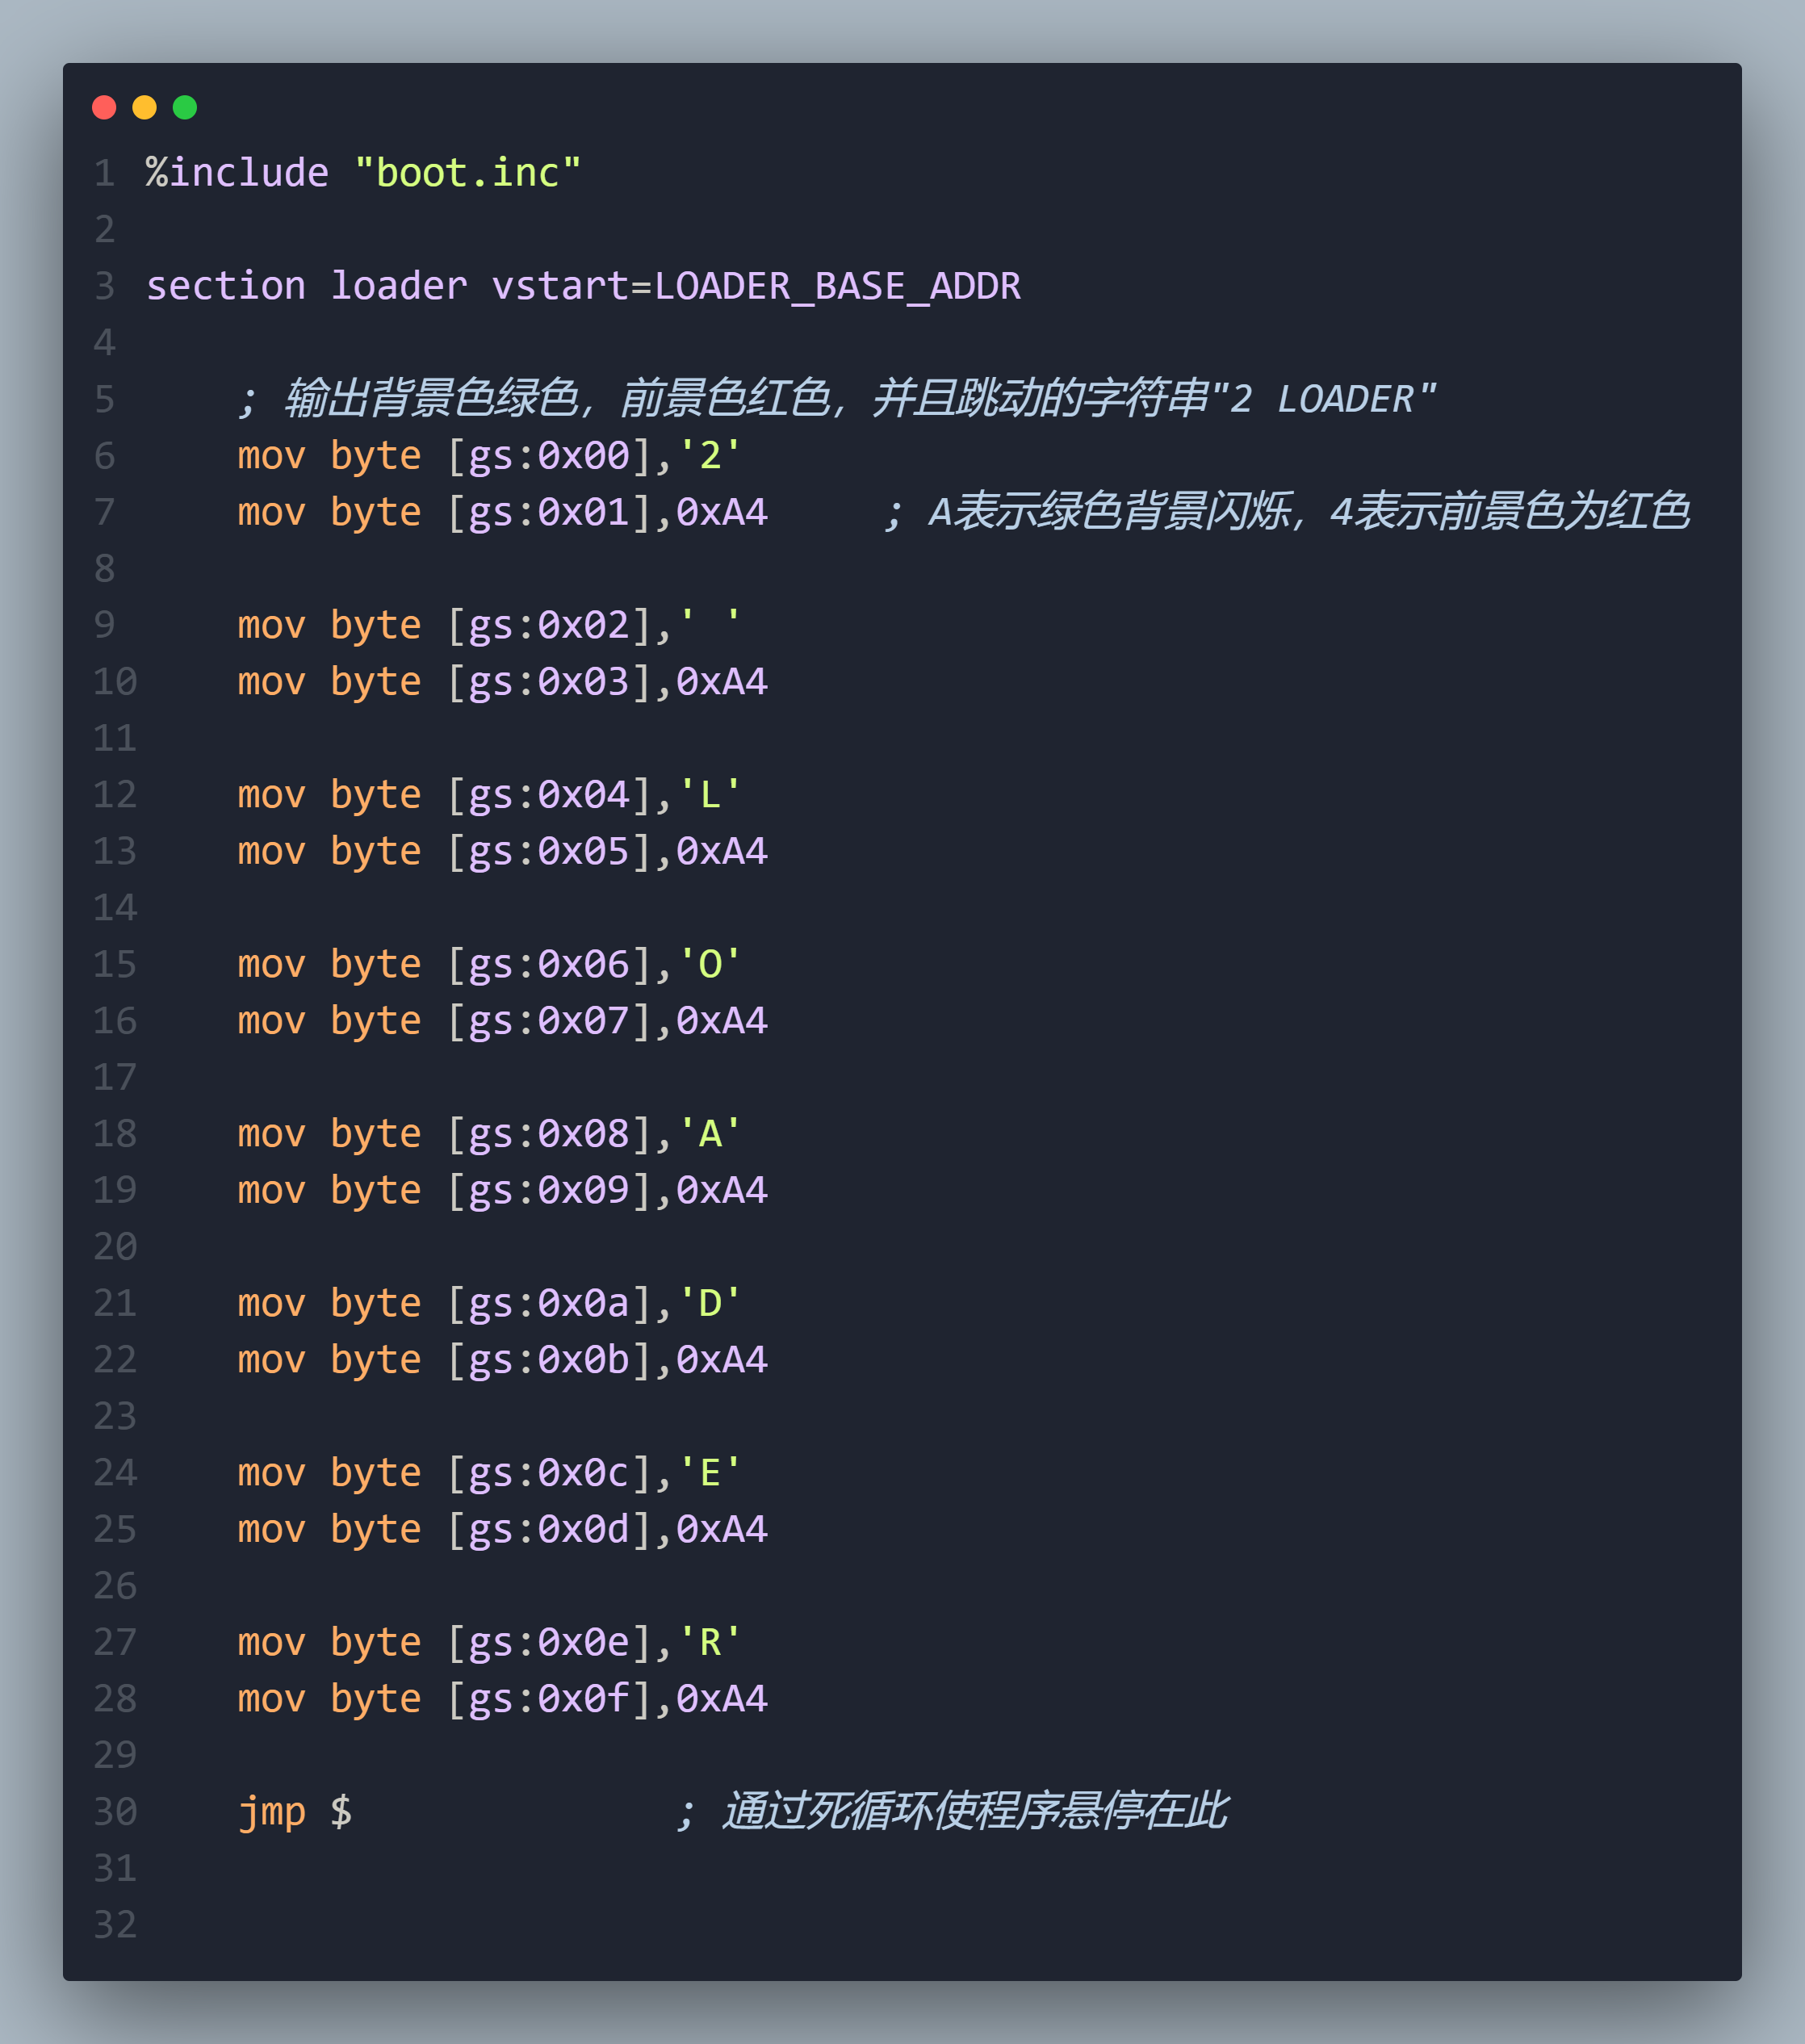 1 %include "boot.inc"
2
3 section loader vstart=LOADER_BASE_ADDR
4
5     ; 输出背景色绿色，前景色红色，并且跳动的字符串"2 LOADER"
6     mov byte [gs:0x00],'2'
7     mov byte [gs:0x01],0xA4     ; A表示绿色背景闪烁，4表示前景色为红色
8
9     mov byte [gs:0x02],' '
10     mov byte [gs:0x03],0xA4
11
12     mov byte [gs:0x04],'L'
13     mov byte [gs:0x05],0xA4
14
15     mov byte [gs:0x06],'O'
16     mov byte [gs:0x07],0xA4
17
18     mov byte [gs:0x08],'A'
19     mov byte [gs:0x09],0xA4
20
21     mov byte [gs:0x0a],'D'
22     mov byte [gs:0x0b],0xA4
23
24     mov byte [gs:0x0c],'E'
25     mov byte [gs:0x0d],0xA4
26
27     mov byte [gs:0x0e],'R'
28     mov byte [gs:0x0f],0xA4
29
30     jmp $              ; 通过死循环使程序悬停在此
31
32